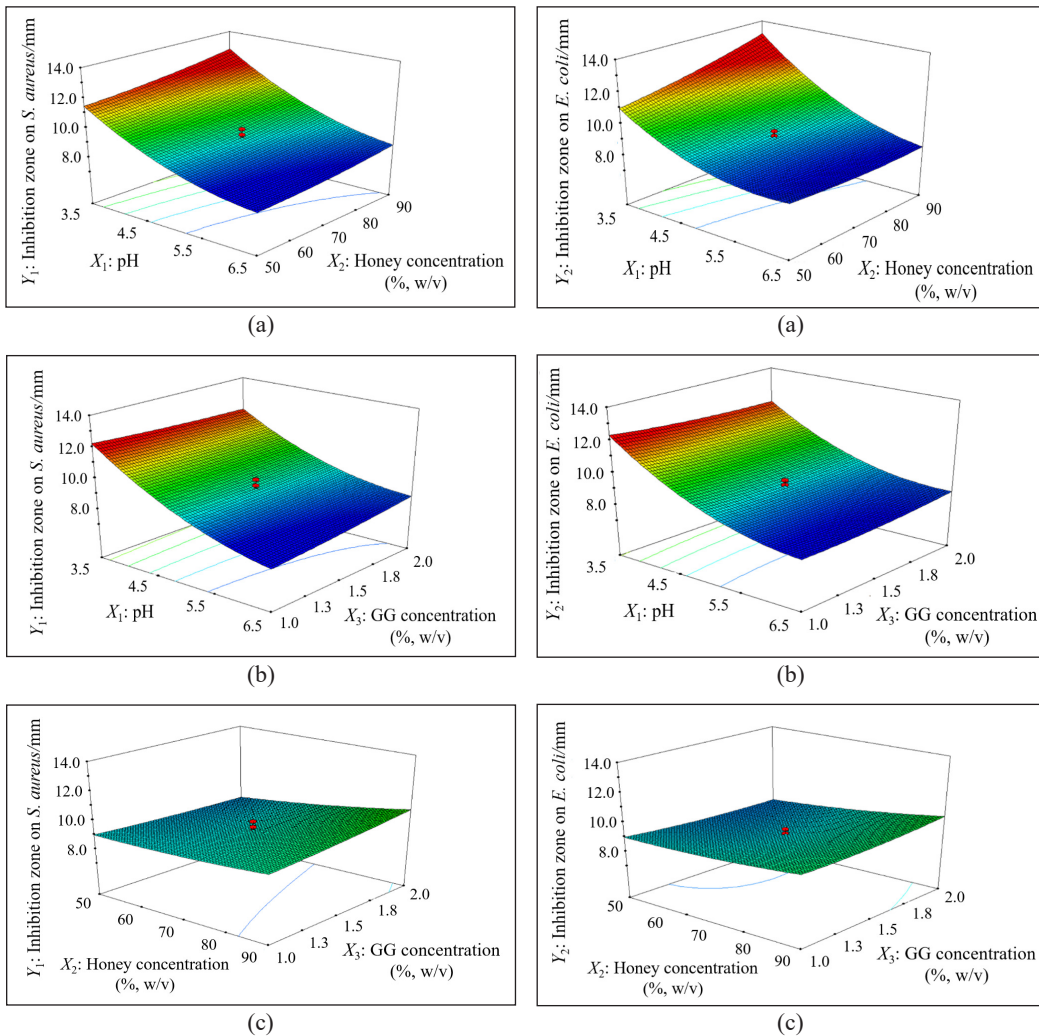 Y₁: Inhibition zone on S. aureus/mm
14.0
12.0
10.0
8.0
3.5
4.5
5.5
6.5
X₁: pH
50
60
70
80
90
X₂: Honey concentration
(%, w/v)
(a)
Y₂: Inhibition zone on E. coli/mm
14.0
12.0
10.0
8.0
3.5
4.5
5.5
6.5
X₁: pH
50
60
70
80
90
X₂: Honey concentration
(%, w/v)
(a)
Y₁: Inhibition zone on S. aureus/mm
14.0
12.0
10.0
8.0
3.5
4.5
5.5
6.5
X₁: pH
1.0
1.3
1.5
1.8
2.0
X₃: GG concentration
(%, w/v)
(b)
Y₂: Inhibition zone on E. coli/mm
14.0
12.0
10.0
8.0
3.5
4.5
5.5
6.5
X₁: pH
1.0
1.3
1.5
1.8
2.0
X₃: GG concentration
(%, w/v)
(b)
Y₁: Inhibition zone on S. aureus/mm
14.0
12.0
10.0
8.0
50
60
70
80
90
X₂: Honey concentration
(%, w/v)
1.0
1.3
1.5
1.8
2.0
X₃: GG concentration
(%, w/v)
(c)
Y₂: Inhibition zone on E. coli/mm
14.0
12.0
10.0
8.0
50
60
70
80
90
X₂: Honey concentration
(%, w/v)
1.0
1.3
1.5
1.8
2.0
X₃: GG concentration
(%, w/v)
(c)